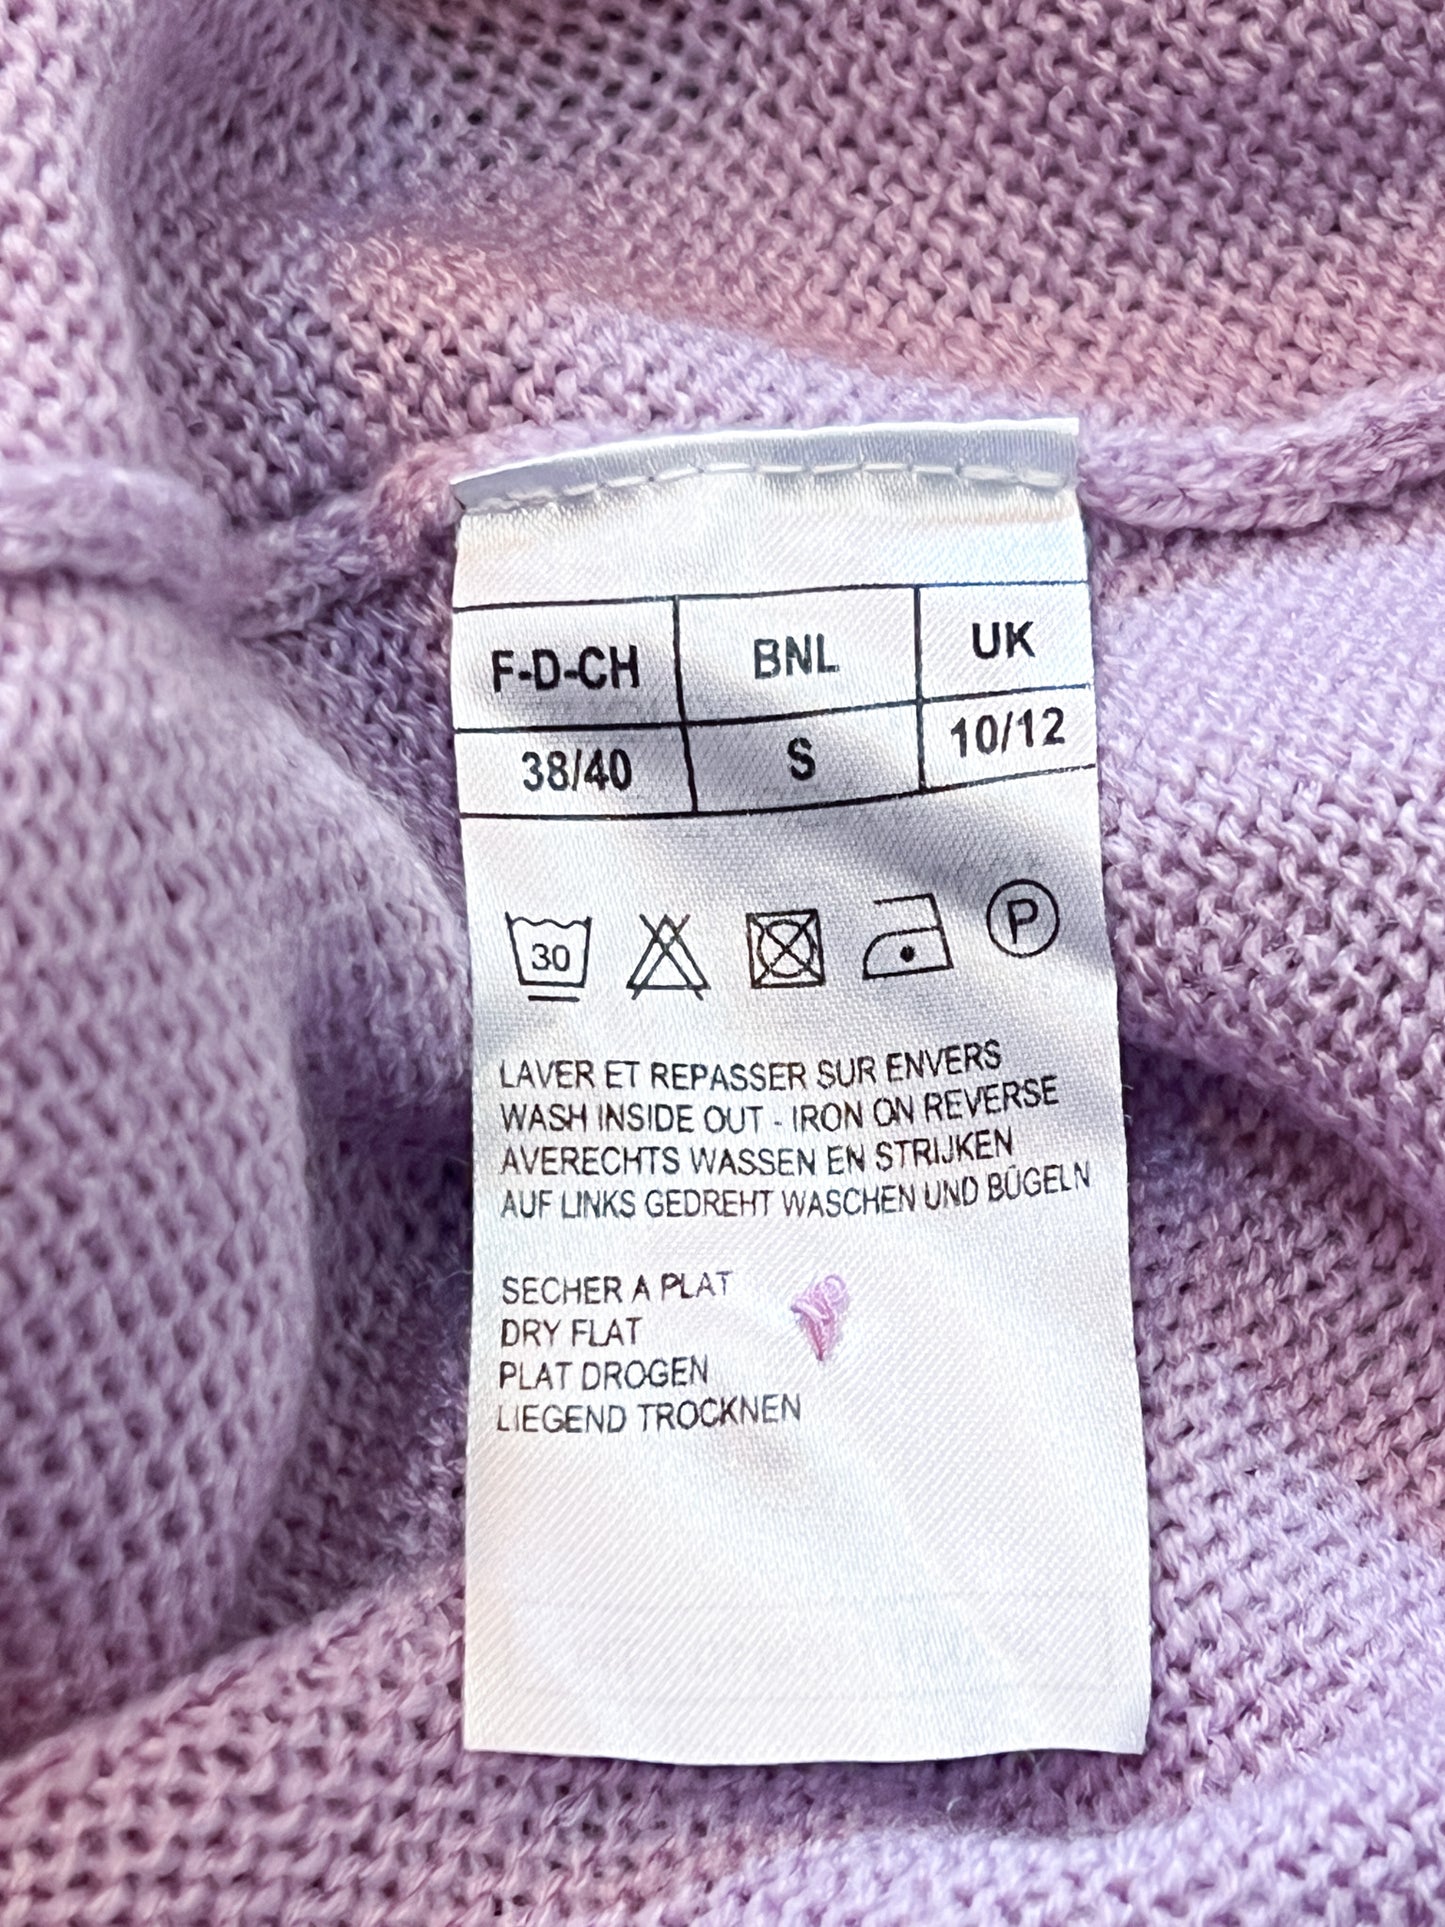 F-D-CH BNL UK
38/40 S 10/12
30 P
LAVER ET REPASSER SUR ENVERS
WASH INSIDE OUT - IRON ON REVERSE
AVERECHTS WASSEN EN STRIJKEN
AUF LINKS GEDREHT WASCHEN UND BÜGELN
SECHER A PLAT
DRY FLAT
PLAT DROGEN
LIEGEND TROCKNEN